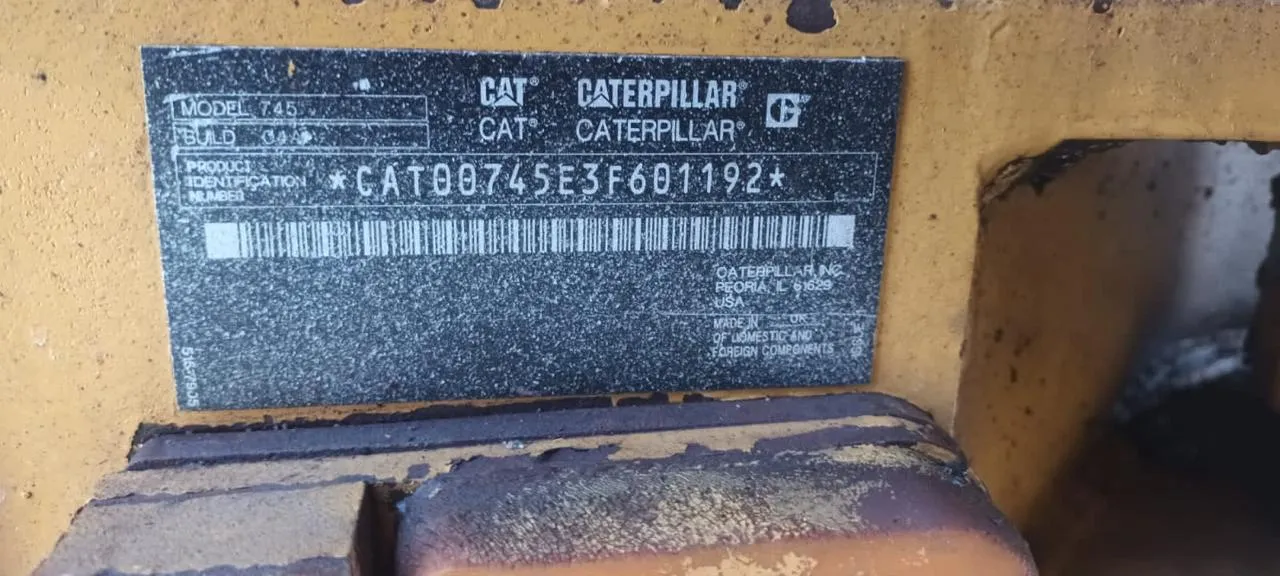 MODEL 745
BUILD 04A
CAT® CATERPILLAR®
CAT® CATERPILLAR®
PRODUCT
IDENTIFICATION
NUMBER
*CAT00745E3F601192*
CATERPILLAR, INC.
PEORIA, IL 61629
USA
MADE IN UK
OF DOMESTIC AND
FOREIGN COMPONENTS